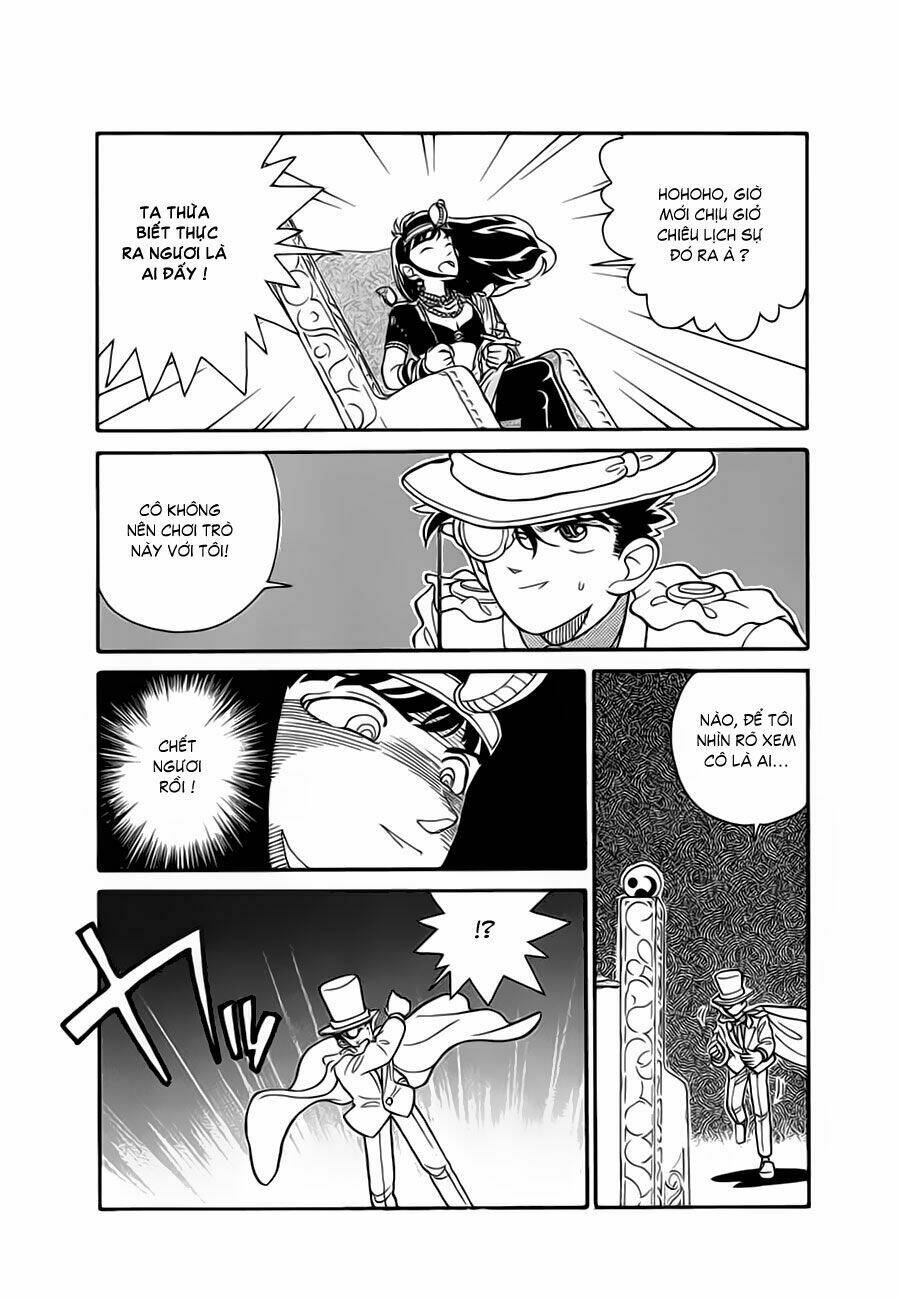 HOHOHO, GIỜ
MỚI CHỊU GIỞ
CHIÊU LỊCH SỰ
ĐÓ RA À ?
TA THỪA
BIẾT THỰC
RA NGƯƠI LÀ
AI ĐẤY !
CÔ KHÔNG
NÊN CHƠI TRÒ
NÀY VỚI TÔI!
NÀO, ĐỂ TÔI
NHÌN RÕ XEM
CÔ LÀ AI...
CHẾT
NGƯƠI
RỒI !
!?
カッ